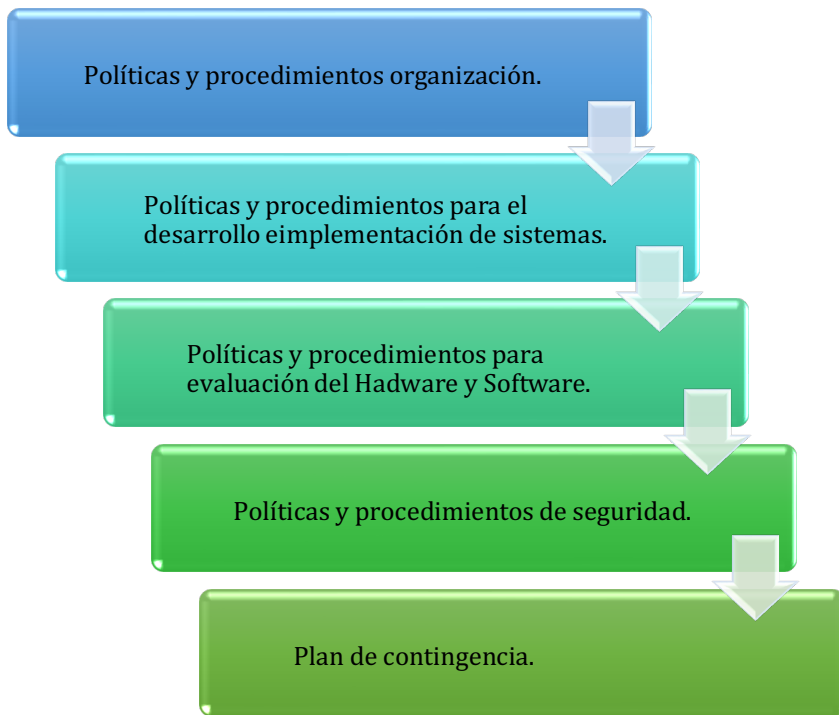 Políticas y procedimientos organización.
Políticas y procedimientos para el
desarrollo eimplementación de sistemas.
Políticas y procedimientos para
evaluación del Hadware y Software.
Políticas y procedimientos de seguridad.
Plan de contingencia.